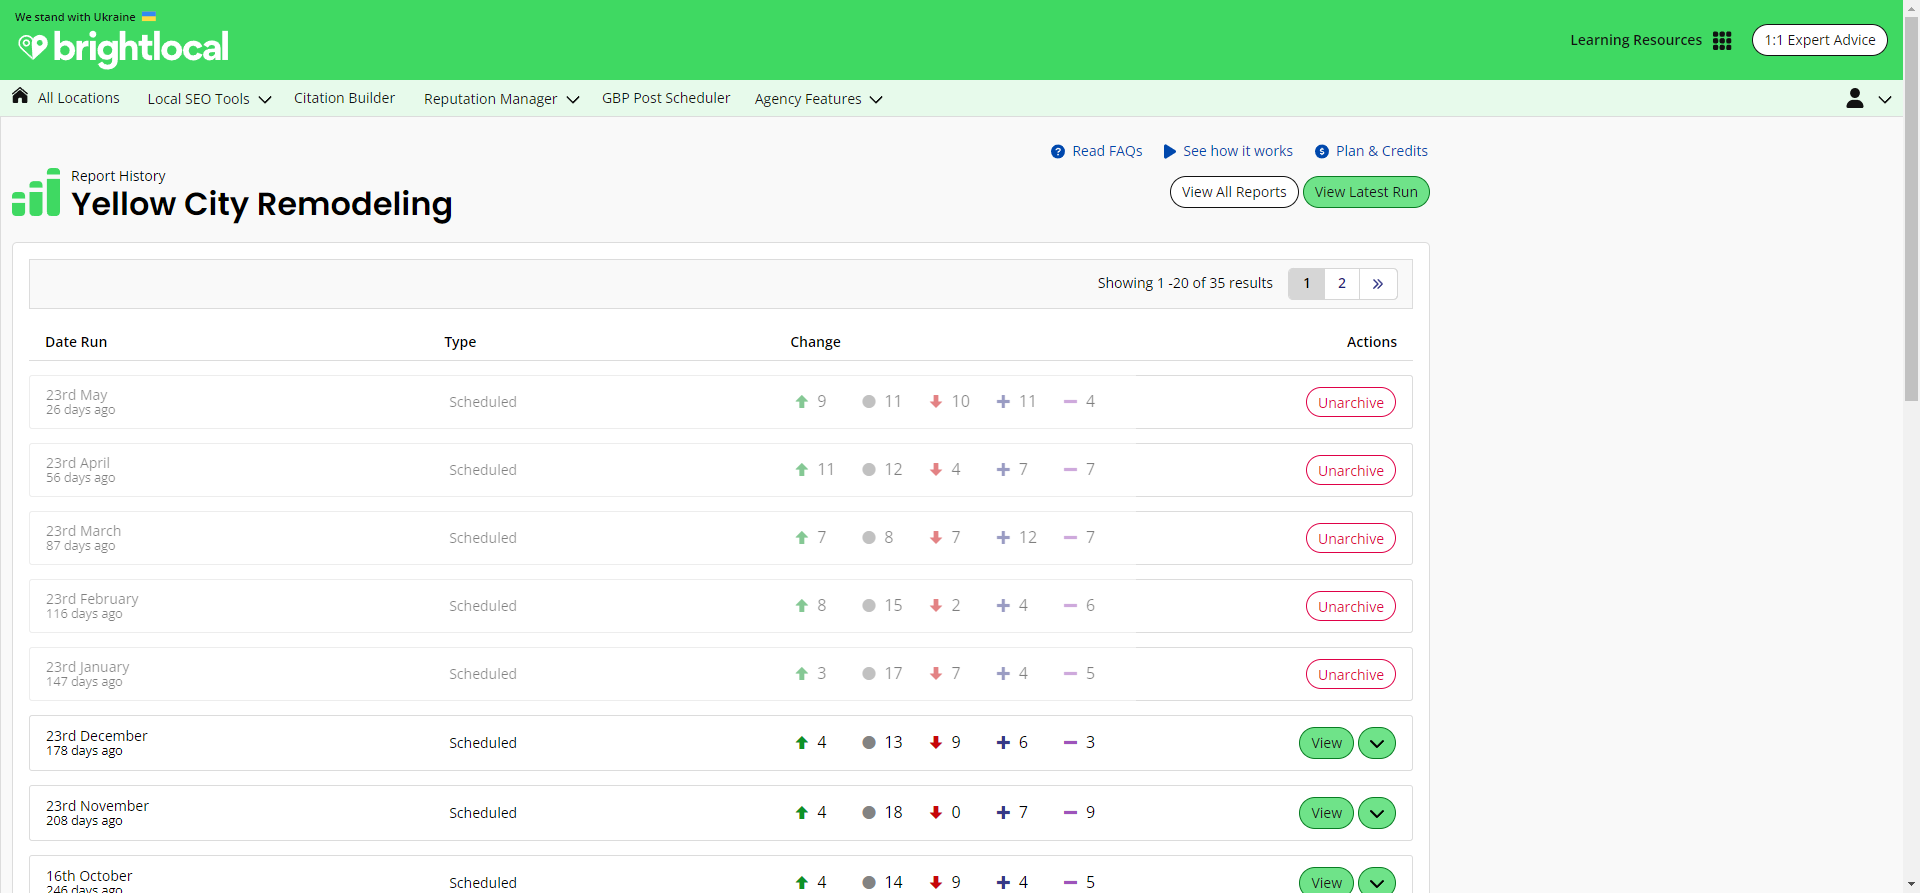 We stand with Ukraine
brightlocal
Learning Resources
1:1 Expert Advice
All Locations
Local SEO Tools
Citation Builder
Reputation Manager
GBP Post Scheduler
Agency Features
Read FAQs
See how it works
Plan & Credits
Report History
Yellow City Remodeling
View All Reports
View Latest Run
Showing 1 -20 of 35 results
1 2 »
Date Run Type Change Actions
23rd May
26 days ago
Scheduled 9 11 10 11 4 Unarchive
23rd April
56 days ago
Scheduled 11 12 4 7 7 Unarchive
23rd March
87 days ago
Scheduled 7 8 7 12 7 Unarchive
23rd February
116 days ago
Scheduled 8 15 2 4 6 Unarchive
23rd January
147 days ago
Scheduled 3 17 7 4 5 Unarchive
23rd December
178 days ago
Scheduled 4 13 9 6 3 View
23rd November
208 days ago
Scheduled 4 18 0 7 9 View
16th October
246 days ago
Scheduled 4 14 9 4 5 View